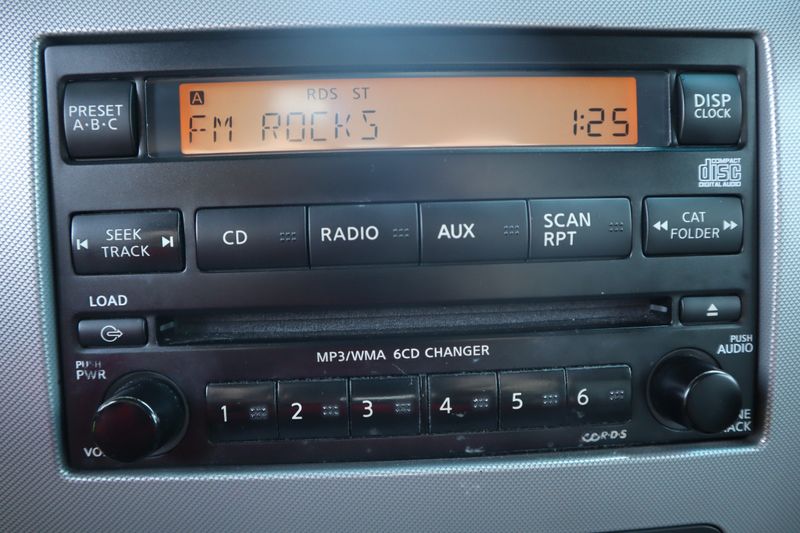 PRESET
A·B·C
A
RDS ST
FM ROCKS 1:25
DISP
CLOCK
COMPACT
disc
DIGITAL AUDIO
SEEK
TRACK
CD
RADIO
AUX
SCAN
RPT
CAT
FOLDER
LOAD
MP3/WMA 6CD CHANGER
PUSH
PWR
PUSH
AUDIO
1 2 3 4 5 6
R·D·S